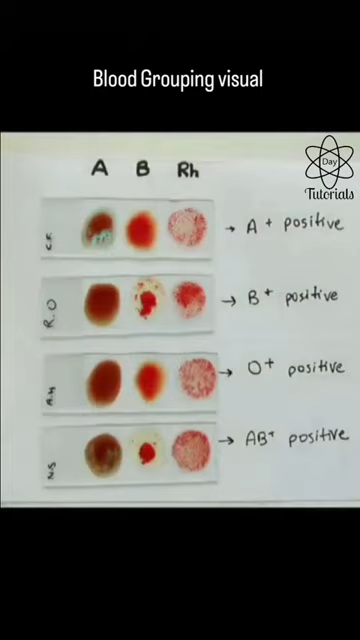 Blood Grouping visual
Day
Tutorials
A B Rh
C.F
→ A+ positive
R.O
→ B+ positive
A.H
→ O+ positive
N.S
→ AB+ positive